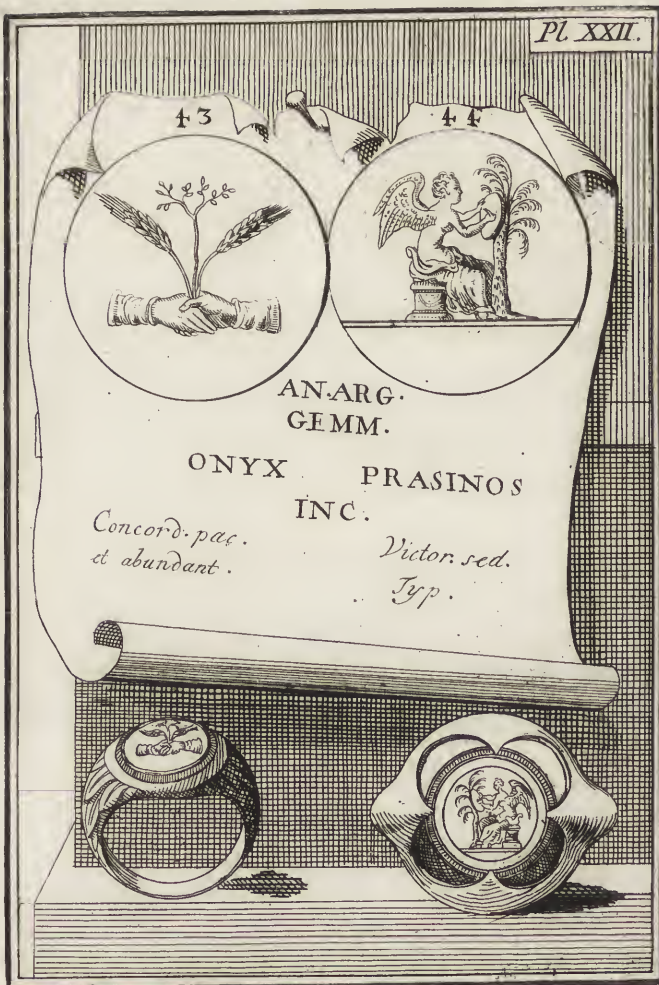 Pl. XXII.
43 44
AN.ARG.
GEMM.
ONYX PRASINOS
INC.
Concord. pac.
et abundant.
Victor. sed.
Typ.